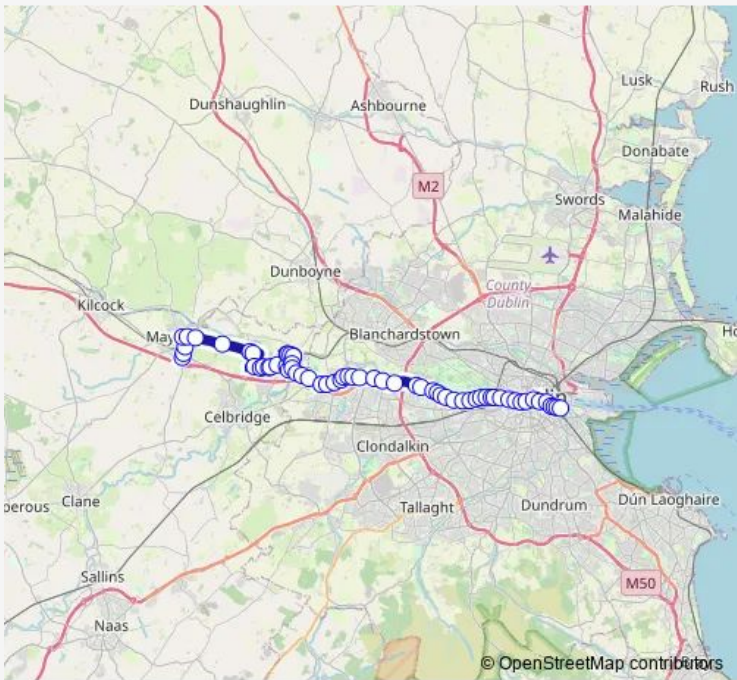 Lusk
Rush
Dunshaughlin
Ashbourne
Donabate
M2
Swords
Malahide
Dunboyne
County
Dublin
Kilcock
May
Blanchardstown
Celbridge
Clondalkin
Clane
Tallaght
Dundrum
Dún Laoghaire
Sallins
M50
Naas
© OpenStreetMap contributors